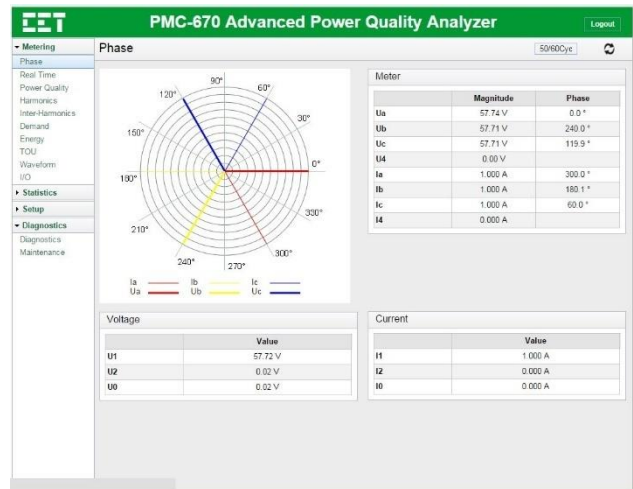 CET
PMC-670 Advanced Power Quality Analyzer
Logout
Metering
Phase
Real Time
Power Quality
Harmonics
Inter-Harmonics
Demand
Energy
TOU
Waveform
I/O
Statistics
Setup
Diagnostics
Diagnostics
Maintenance
Phase
50/60Cyc
90°
120° 60°
150° 30°
180° 0°
210° 330°
240° 300°
270°
Ia Ib Ic
Ua Ub Uc
Meter
Magnitude Phase
Ua 57.74 V 0.0 °
Ub 57.71 V 240.0 °
Uc 57.71 V 119.9 °
U4 0.00 V
Ia 1.000 A 300.0 °
Ib 1.000 A 180.1 °
Ic 1.000 A 60.0 °
I4 0.000 A
Voltage
Value
U1 57.72 V
U2 0.02 V
U0 0.02 V
Current
Value
I1 1.000 A
I2 0.000 A
I0 0.000 A